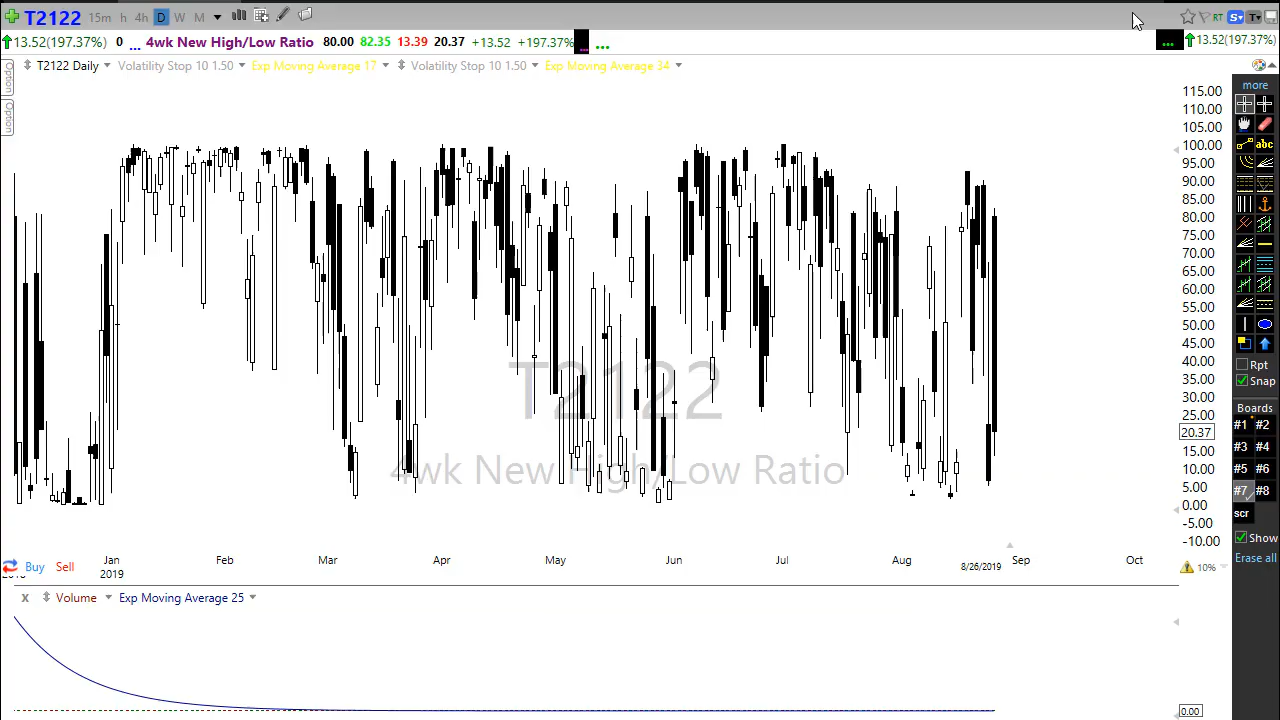 T2122 15m h 4h D W M RT S T
13.52(197.37%) 0 ... 4wk New High/Low Ratio 80.00 82.35 13.39 20.37 +13.52 +197.37% ... ... ... 13.52(197.37%)
T2122 Daily Volatility Stop 10 1.50 Exp Moving Average 17 Volatility Stop 10 1.50 Exp Moving Average 34
Option
Option
more
abc
115.00
110.00
105.00
100.00
95.00
90.00
85.00
80.00
75.00
70.00
65.00
60.00
55.00
50.00
45.00
40.00
35.00
30.00
25.00
20.37
15.00
10.00
5.00
0.00
-5.00
-10.00
T2122
4wk New High/Low Ratio
Rpt
Snap
Boards
#1 #2
#3 #4
#5 #6
#7 #8
scr
Show
Erase all
Jan Feb Mar Apr May Jun Jul Aug 8/26/2019 Sep Oct
2019
Buy Sell
10%
x Volume Exp Moving Average 25
0.00